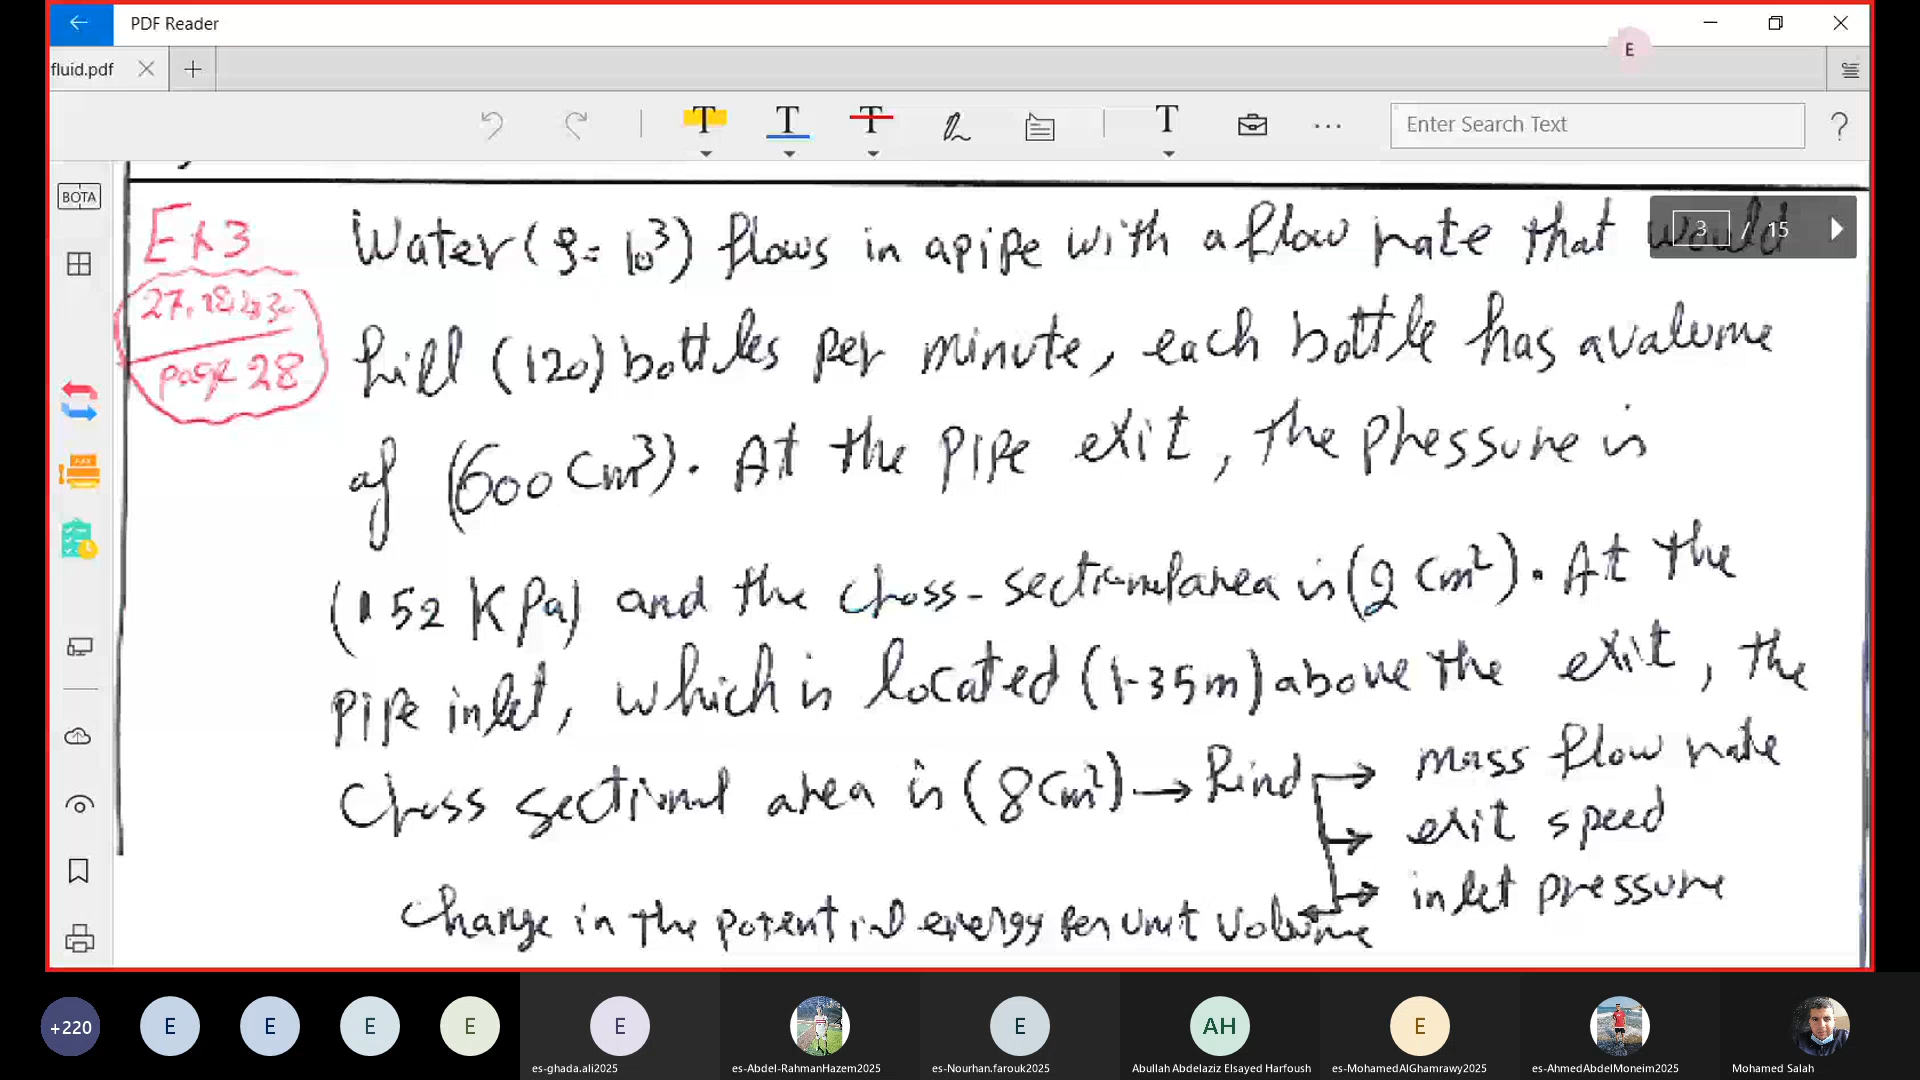 PDF Reader
E
fluid.pdf
Enter Search Text
BOTA
3 / 15
Ex3
page 28
Water (ρ = 10³) flows in a pipe with a flow rate that would
fill (120) bottles per minute, each bottle has a valume
of (600 Cm³). At the pipe exit, the pressure is
(152 KPa) and the cross-sectional area is (2 Cm²). At the
pipe inlet, which is located (1.35m) above the exit, the
Cross sectional area is (8 Cm²) → Find → mass flow rate
→ exit speed
→ inlet pressure
change in the potential energy per unit volume
+220
E
E
E
E
E
E
AH
E
es-ghada.ali2025
es-Abdel-RahmanHazem2025
es-Nourhan.farouk2025
Abullah Abdelaziz Elsayed Harfoush
es-MohamedAlGhamrawy2025
es-AhmedAbdelMoneim2025
Mohamed Salah